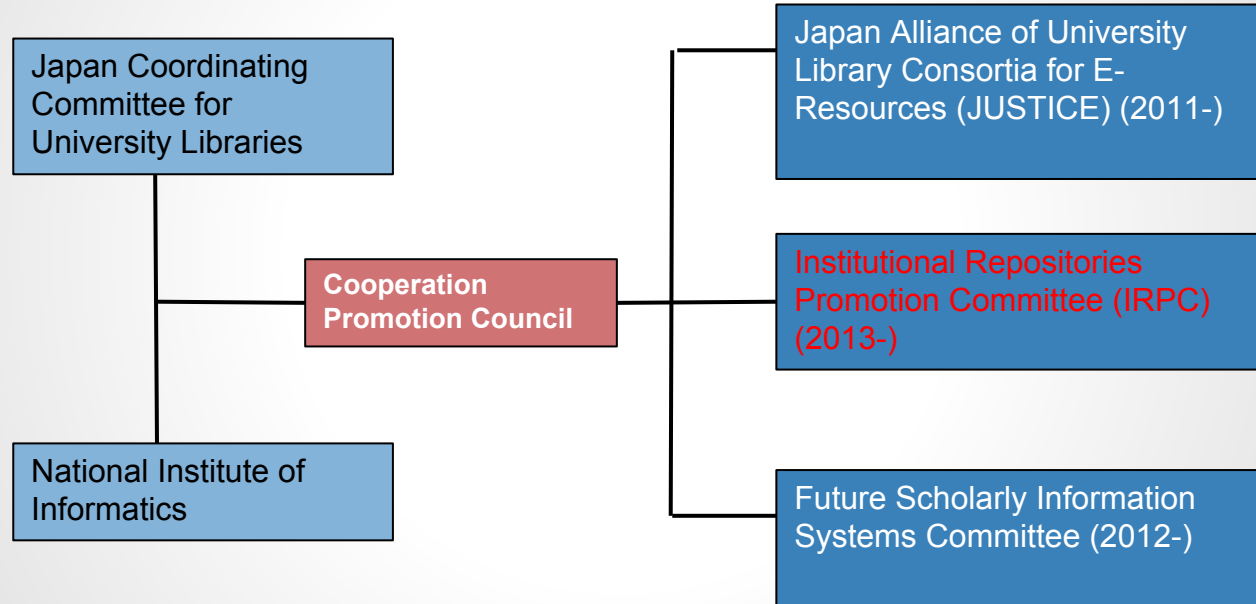 Japan Coordinating
Committee for
University Libraries
National Institute of
Informatics
Cooperation
Promotion Council
Japan Alliance of University
Library Consortia for E-
Resources (JUSTICE) (2011-)
Institutional Repositories
Promotion Committee (IRPC)
(2013-)
Future Scholarly Information
Systems Committee (2012-)